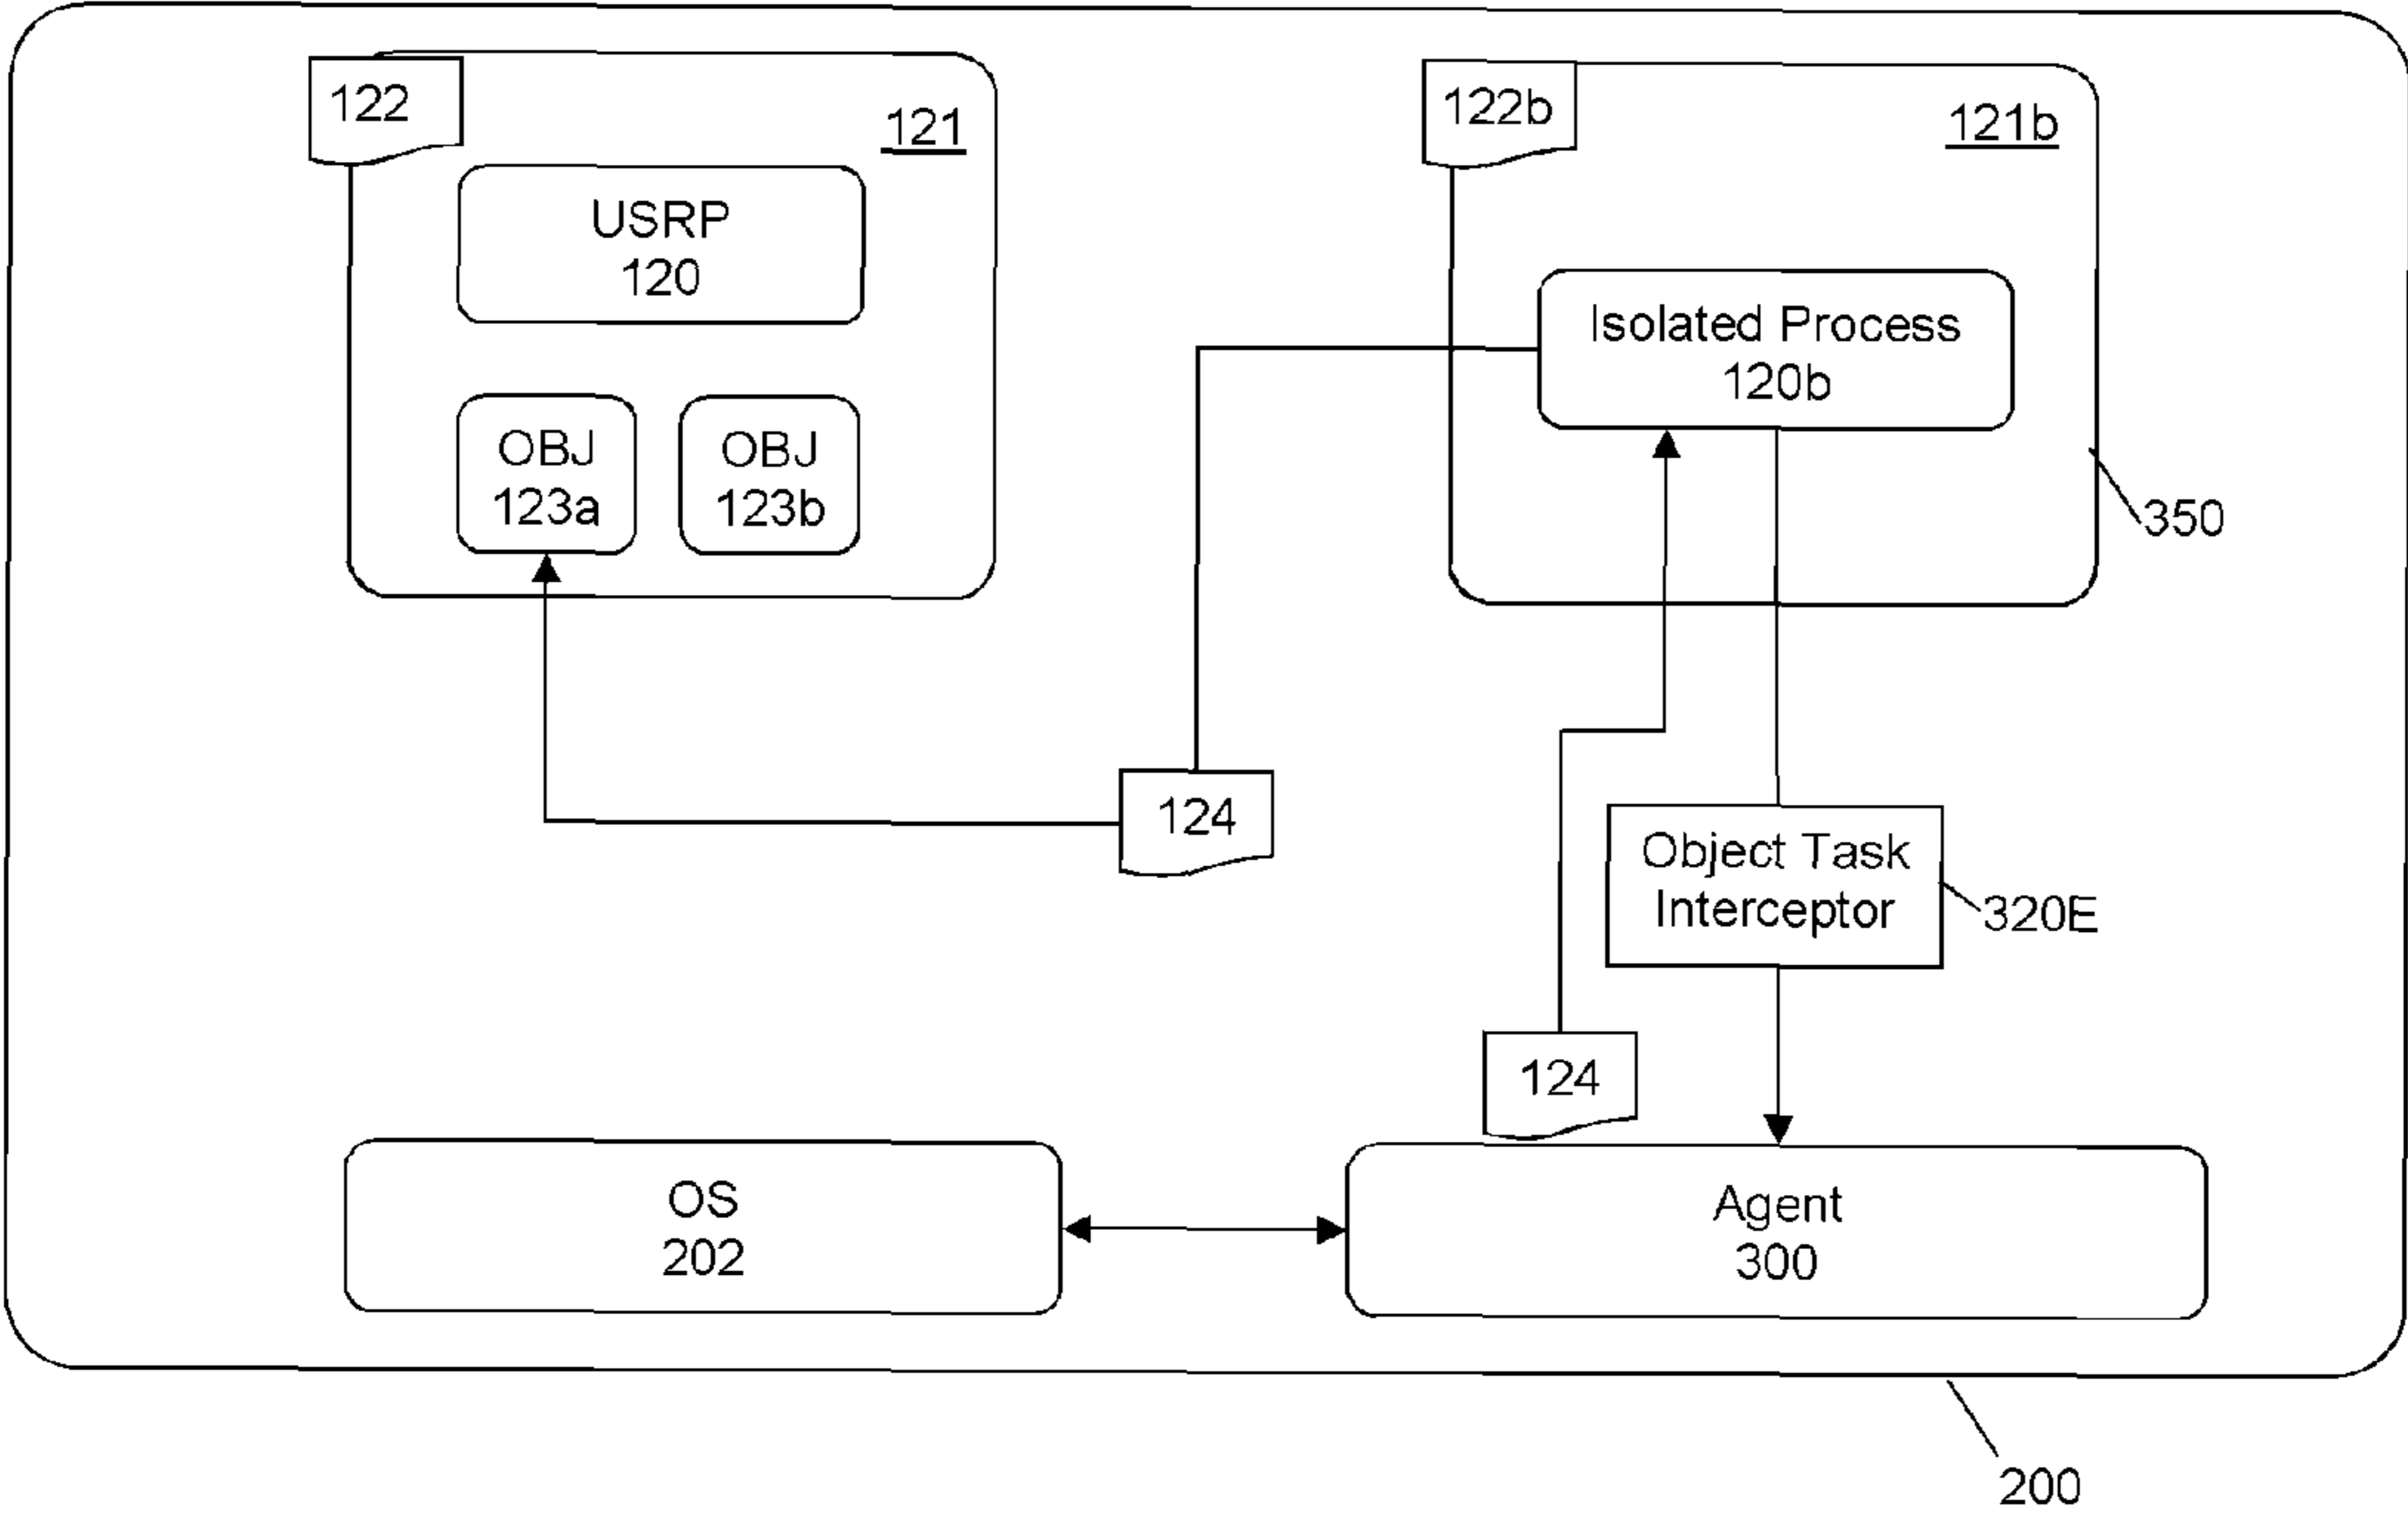 122
121
USRP
120
OBJ
123a
OBJ
123b
122b
121b
Isolated Process
120b
350
124
Object Task
Interceptor
320E
124
OS
202
Agent
300
200